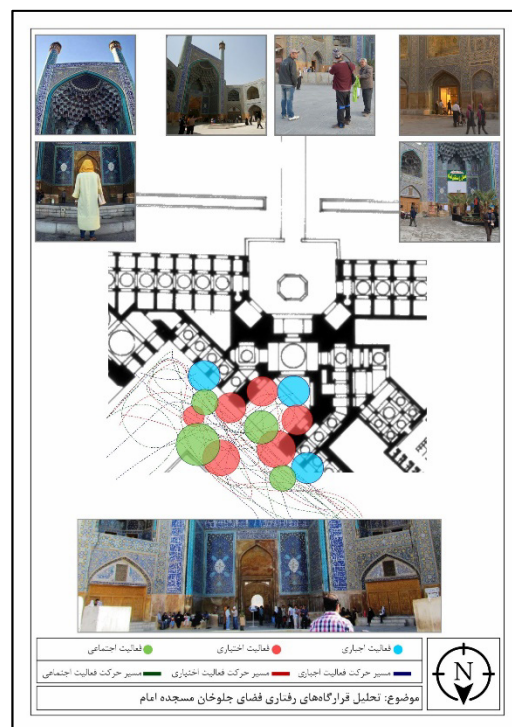 فعالیت اجباری فعالیت اختیاری فعالیت اجتماعی
مسیر حرکت فعالیت اجباری مسیر حرکت فعالیت اختیاری مسیر حرکت فعالیت اجتماعی
موضوع: تحلیل قرارگاه‌های رفتاری فضای جلوخان مسجده امام
N